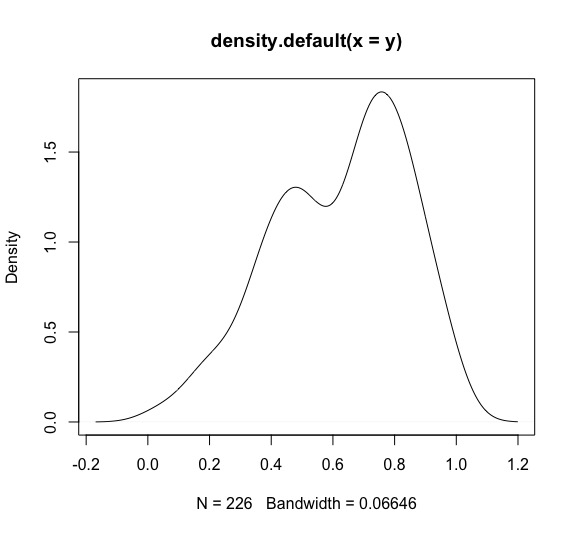 density.default(x = y)
Density
0.0 0.5 1.0 1.5
-0.2 0.0 0.2 0.4 0.6 0.8 1.0 1.2
N = 226 Bandwidth = 0.06646